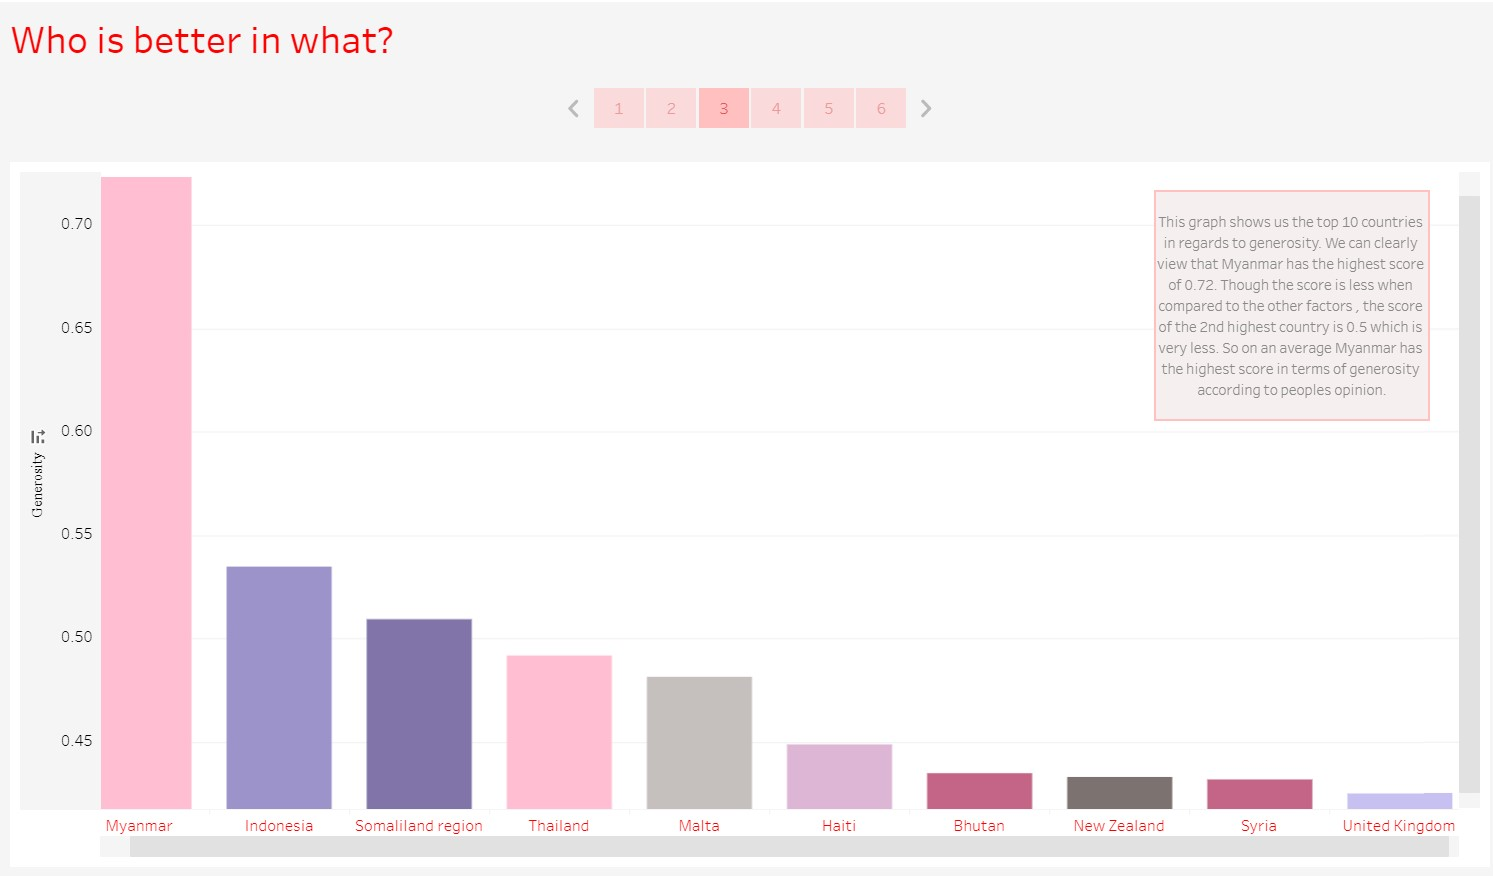 Who is better in what?
1 2 3 4 5 6
This graph shows us the top 10 countries
in regards to generosity. We can clearly
view that Myanmar has the highest score
of 0.72. Though the score is less when
compared to the other factors , the score
of the 2nd highest country is 0.5 which is
very less. So on an average Myanmar has
the highest score in terms of generosity
according to peoples opinion.
Generosity
0.70
0.65
0.60
0.55
0.50
0.45
Myanmar Indonesia Somaliland region Thailand Malta Haiti Bhutan New Zealand Syria United Kingdom